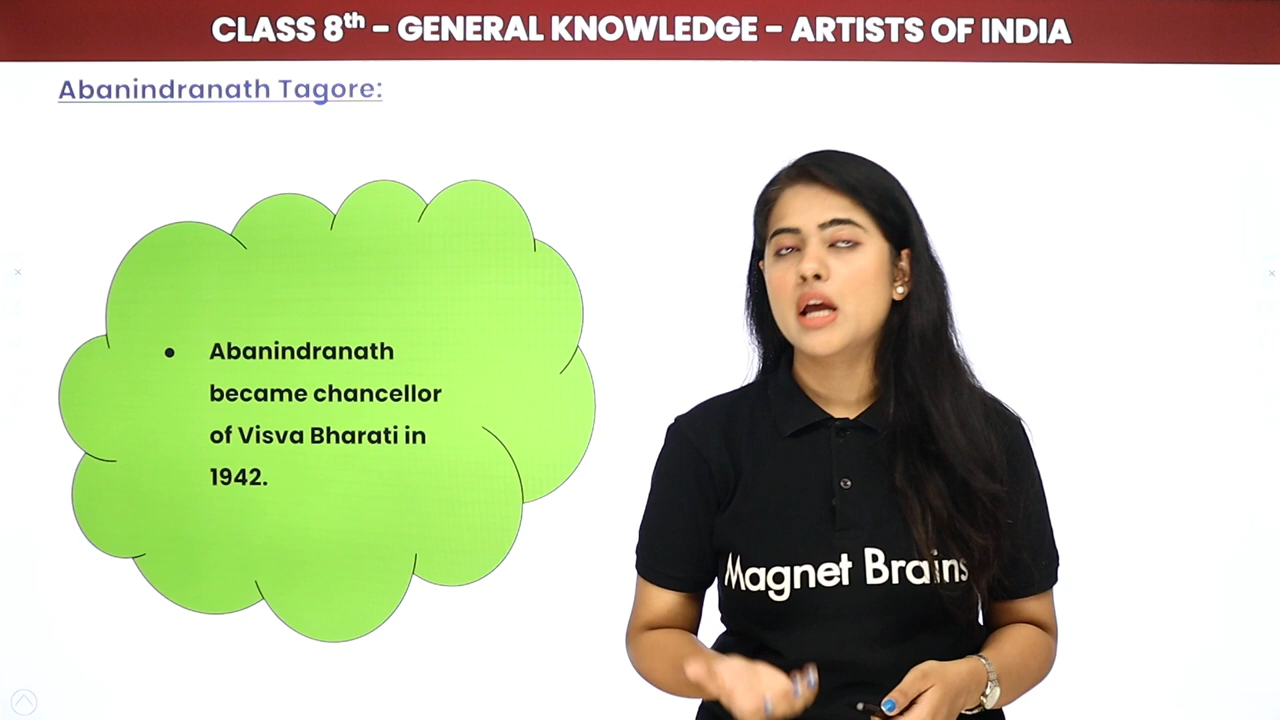 CLASS 8th – GENERAL KNOWLEDGE – ARTISTS OF INDIA
Abanindranath Tagore:
• Abanindranath
became chancellor
of Visva Bharati in
1942.
Magnet Brains